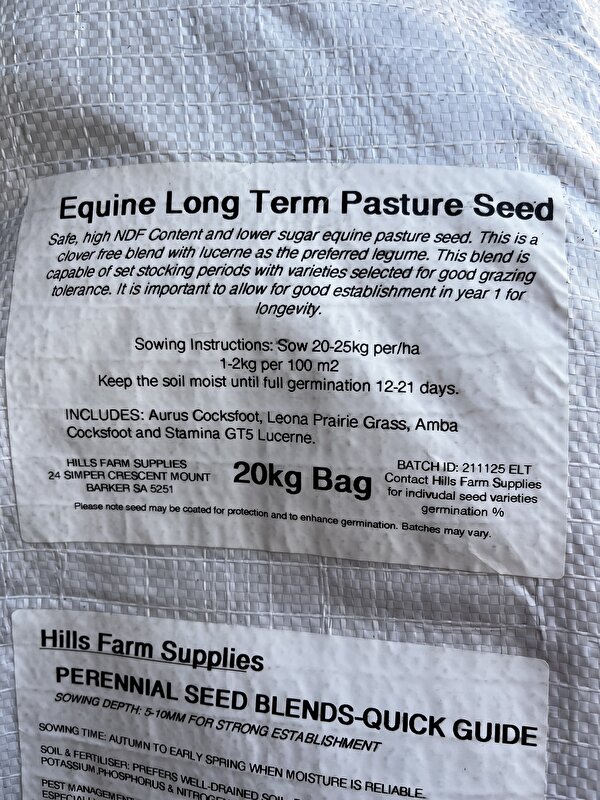 Equine Long Term Pasture Seed
Safe, high NDF Content and lower sugar equine pasture seed. This is a
clover free blend with lucerne as the preferred legume. This blend is
capable of set stocking periods with varieties selected for good grazing
tolerance. It is important to allow for good establishment in year 1 for
longevity.
Sowing Instructions: Sow 20-25kg per/ha
1-2kg per 100 m2
Keep the soil moist until full germination 12-21 days.
INCLUDES: Aurus Cocksfoot, Leona Prairie Grass, Amba
Cocksfoot and Stamina GT5 Lucerne.
HILLS FARM SUPPLIES
24 SIMPER CRESCENT MOUNT
BARKER SA 5251
20kg Bag
BATCH ID: 211125 ELT
Contact Hills Farm Supplies
for indivudal seed varieties
germination %
Please note seed may be coated for protection and to enhance germination. Batches may vary.
Hills Farm Supplies
PERENNIAL SEED BLENDS-QUICK GUIDE
SOWING DEPTH: 5-10MM FOR STRONG ESTABLISHMENT
SOWING TIME: AUTUMN TO EARLY SPRING WHEN MOISTURE IS RELIABLE.
SOIL & FERTILISER: PREFERS WELL-DRAINED
POTASSIUM,PHOSPHORUS &
PEST